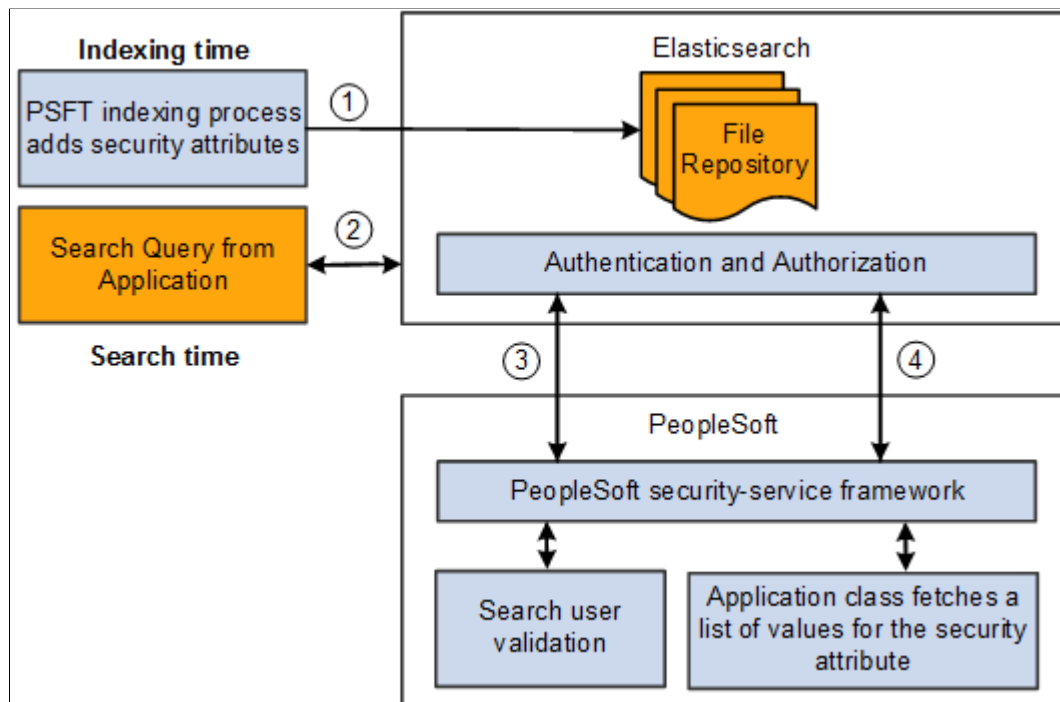 Indexing time
PSFT indexing process
adds security attributes
1
Elasticsearch
File
Repository
Search Query from
Application
2
Authentication and Authorization
Search time
3
4
PeopleSoft
PeopleSoft security-service framework
Search user
validation
Application class fetches a
list of values for the security
attribute